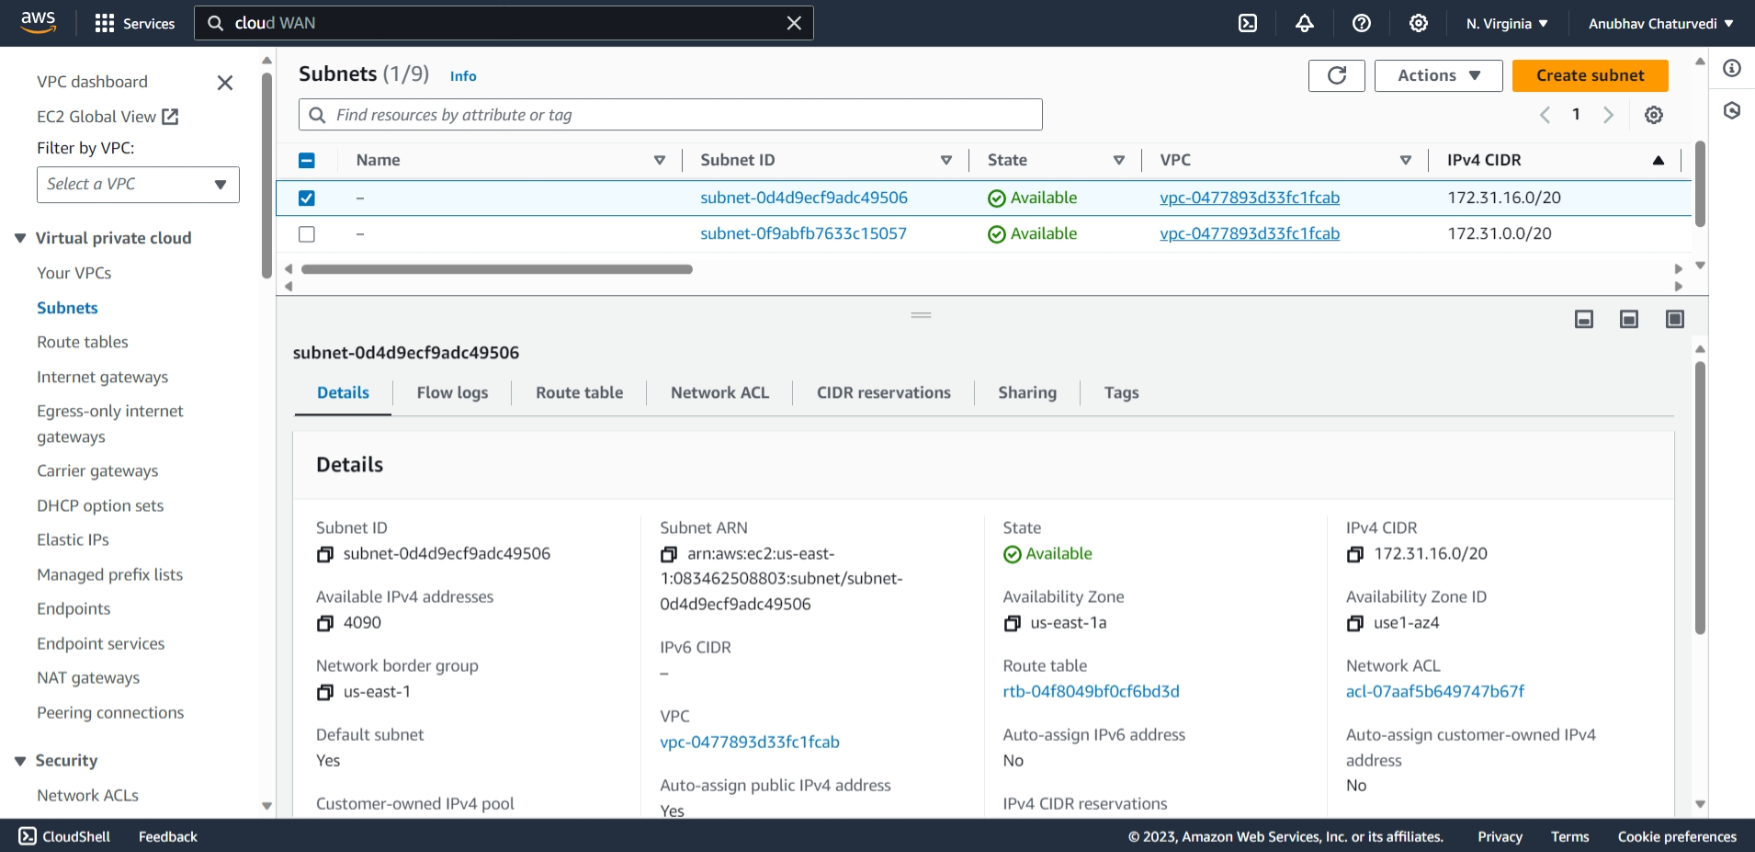 aws
Services
cloud WAN
N. Virginia
Anubhav Chaturvedi
VPC dashboard
EC2 Global View
Filter by VPC:
Select a VPC
Virtual private cloud
Your VPCs
Subnets
Route tables
Internet gateways
Egress-only internet
gateways
Carrier gateways
DHCP option sets
Elastic IPs
Managed prefix lists
Endpoints
Endpoint services
NAT gateways
Peering connections
Security
Network ACLs
Subnets (1/9) Info
Actions
Create subnet
Find resources by attribute or tag
1
Name Subnet ID State VPC IPv4 CIDR
– subnet-0d4d9ecf9adc49506 Available vpc-0477893d33fc1fcab 172.31.16.0/20
– subnet-0f9abfb7633c15057 Available vpc-0477893d33fc1fcab 172.31.0.0/20
subnet-0d4d9ecf9adc49506
Details Flow logs Route table Network ACL CIDR reservations Sharing Tags
Details
Subnet ID
subnet-0d4d9ecf9adc49506
Available IPv4 addresses
4090
Network border group
us-east-1
Default subnet
Yes
Customer-owned IPv4 pool
Subnet ARN
arn:aws:ec2:us-east-
1:083462508803:subnet/subnet-
0d4d9ecf9adc49506
IPv6 CIDR
–
VPC
vpc-0477893d33fc1fcab
Auto-assign public IPv4 address
Yes
State
Available
Availability Zone
us-east-1a
Route table
rtb-04f8049bf0cf6bd3d
Auto-assign IPv6 address
No
IPv4 CIDR reservations
IPv4 CIDR
172.31.16.0/20
Availability Zone ID
use1-az4
Network ACL
acl-07aaf5b649747b67f
Auto-assign customer-owned IPv4
address
No
CloudShell
Feedback
© 2023, Amazon Web Services, Inc. or its affiliates.
Privacy
Terms
Cookie preferences